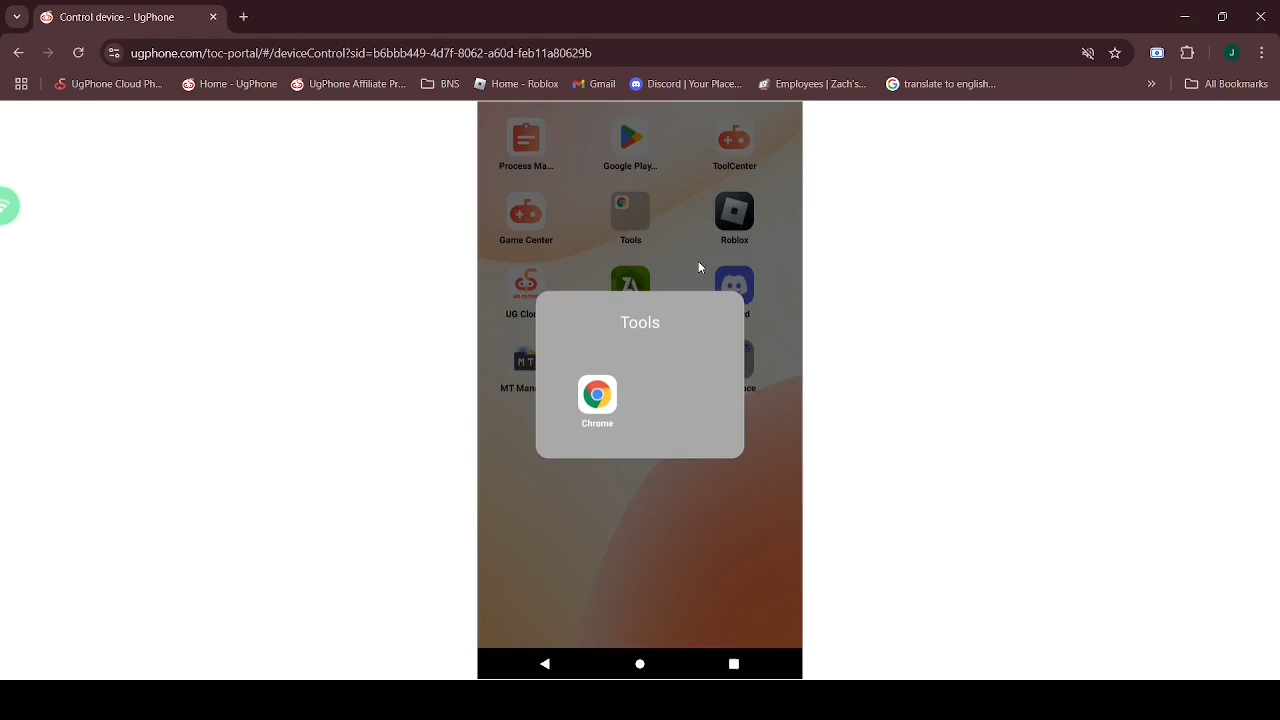 Control device - UgPhone
ugphone.com/toc-portal/#/deviceControl?sid=b6bbb449-4d7f-8062-a60d-feb11a80629b
J
UgPhone Cloud Ph... Home - UgPhone UgPhone Affiliate Pr... BNS Home - Roblox Gmail Discord | Your Place... Employees | Zach's... translate to english... All Bookmarks
Process Ma... Google Play... ToolCenter
Game Center Tools Roblox
UG Clo
Tools
MT Man
Chrome